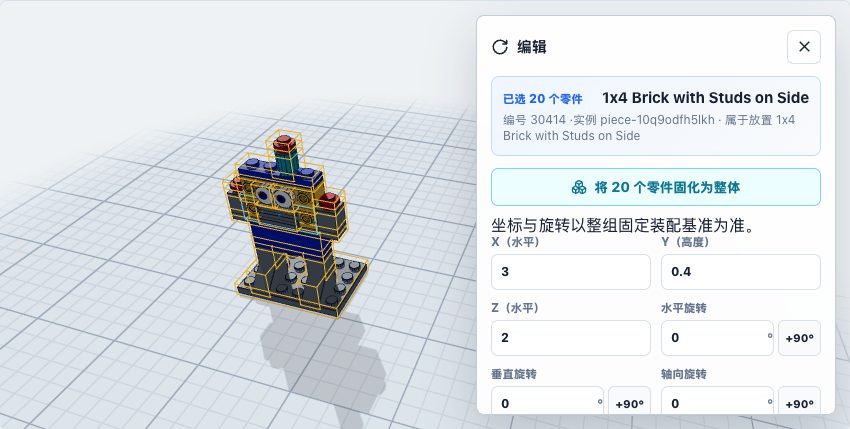 编辑
已选 20 个零件 1x4 Brick with Studs on Side
编号 30414 ·实例 piece-10q9odfh5lkh · 属于放置 1x4
Brick with Studs on Side
将 20 个零件固化为整体
坐标与旋转以整组固定装配基准为准。
X（水平） Y（高度）
3 0.4
Z（水平） 水平旋转
2 0 ° +90°
垂直旋转 轴向旋转
0 ° +90° 0 ° +90°